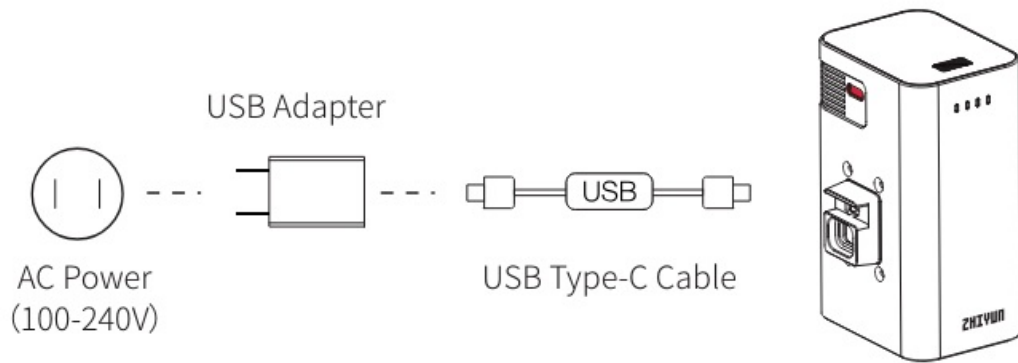 USB Adapter
USB
AC Power
(100-240V)
USB Type-C Cable
ZHIYUN